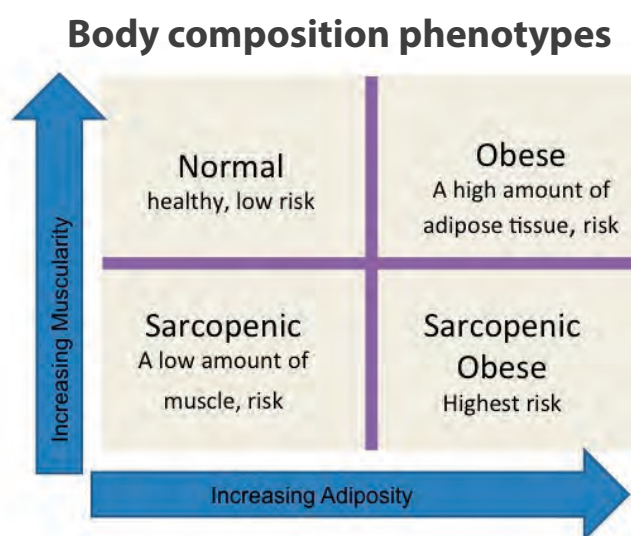 Body composition phenotypes
Increasing Muscularity
Normal
healthy, low risk
Obese
A high amount of
adipose tissue, risk
Sarcopenic
A low amount of
muscle, risk
Sarcopenic
Obese
Highest risk
Increasing Adiposity